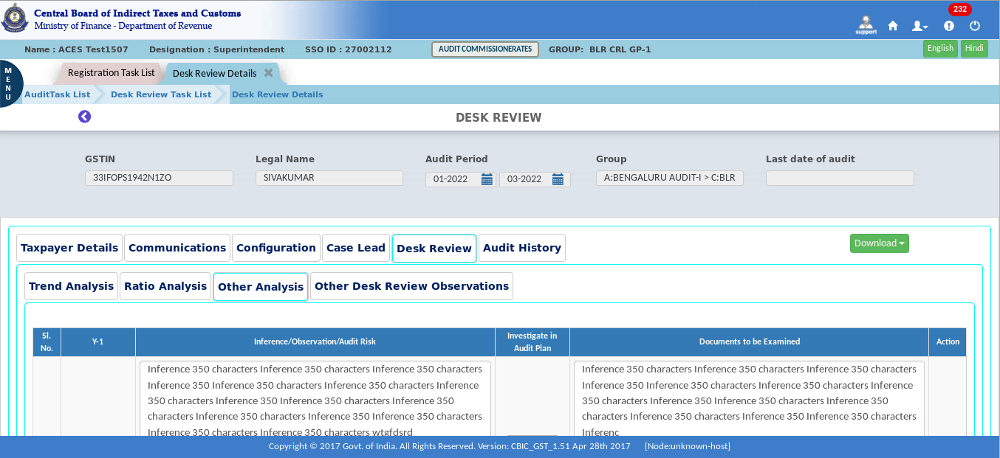 Central Board of Indirect Taxes and Customs
Ministry of Finance - Department of Revenue
232
support
Name : ACES Test1507 Designation : Superintendent SSO ID : 27002112 AUDIT COMMISSIONERATES GROUP: BLR CRL GP-1 English Hindi
MENU
Registration Task List Desk Review Details
AuditTask List Desk Review Task List Desk Review Details
DESK REVIEW
GSTIN Legal Name Audit Period Group Last date of audit
33IFOPS1942N1ZO SIVAKUMAR 01-2022 03-2022 A:BENGALURU AUDIT-I > C:BLR
Taxpayer Details Communications Configuration Case Lead Desk Review Audit History Download
Trend Analysis Ratio Analysis Other Analysis Other Desk Review Observations
Sl. No. Y-1 Inference/Observation/Audit Risk Investigate in Audit Plan Documents to be Examined Action
Inference 350 characters Inference 350 characters Inference 350 characters
Inference 350 Inference 350 characters Inference 350 characters Inference
350 characters Inference 350 Inference 350 characters Inference 350
characters Inference 350 characters Inference 350 Inference 350 characters
Inference 350 characters Inference 350 characters wtgfdsrd
Inference 350 characters Inference 350 characters Inference 350 characters
Inference 350 Inference 350 characters Inference 350 characters Inference
350 characters Inference 350 Inference 350 characters Inference 350
characters Inference 350 characters Inference 350 Inference 350 characters
Inferenc
Copyright © 2017 Govt. of India. All Rights Reserved. Version: CBIC_GST_1.51 Apr 28th 2017 [Node:unknown-host]